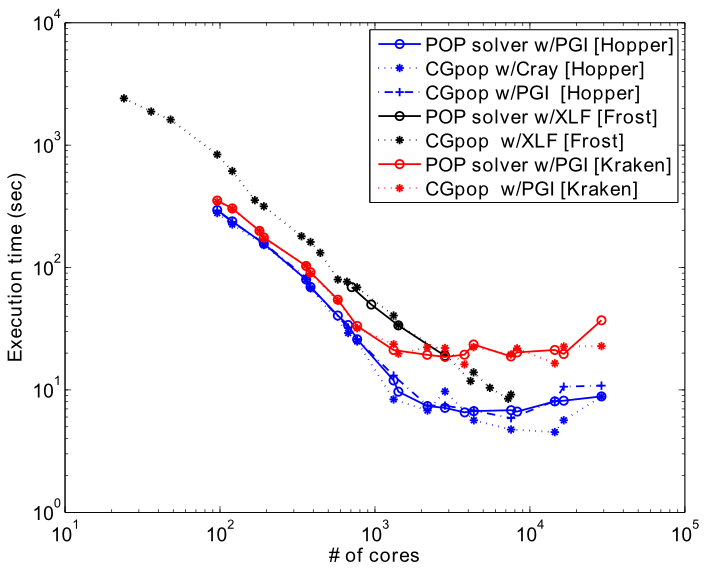 10^4
10^3
10^2
10^1
10^0
Execution time (sec)
POP solver w/PGI [Hopper]
CGpop w/Cray [Hopper]
CGpop w/PGI [Hopper]
POP solver w/XLF [Frost]
CGpop w/XLF [Frost]
POP solver w/PGI [Kraken]
CGpop w/PGI [Kraken]
10^1 10^2 10^3 10^4 10^5
# of cores